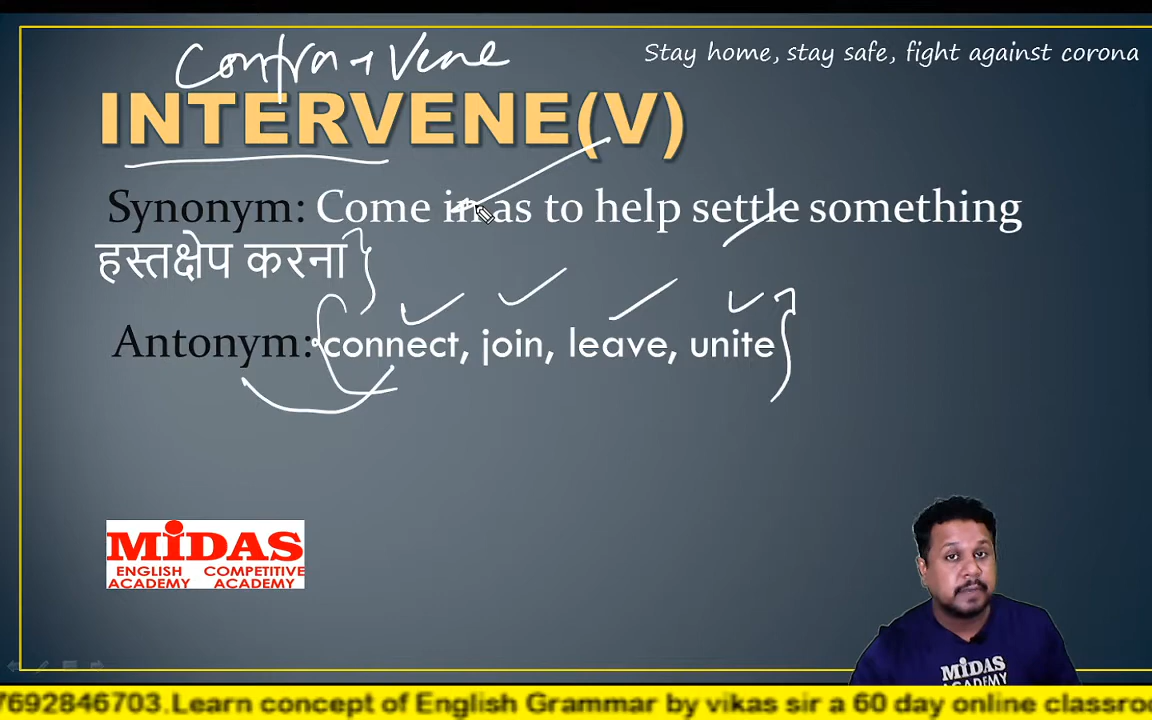 Stay home, stay safe, fight against corona
Contra + Vene
INTERVENE(V)
Synonym: Come in as to help settle something
हस्तक्षेप करना
Antonym: connect, join, leave, unite
MiDAS
ENGLISH COMPETITIVE
ACADEMY ACADEMY
MiDAS
ACADEMY
7692846703.Learn concept of English Grammar by vikas sir a 60 day online classro